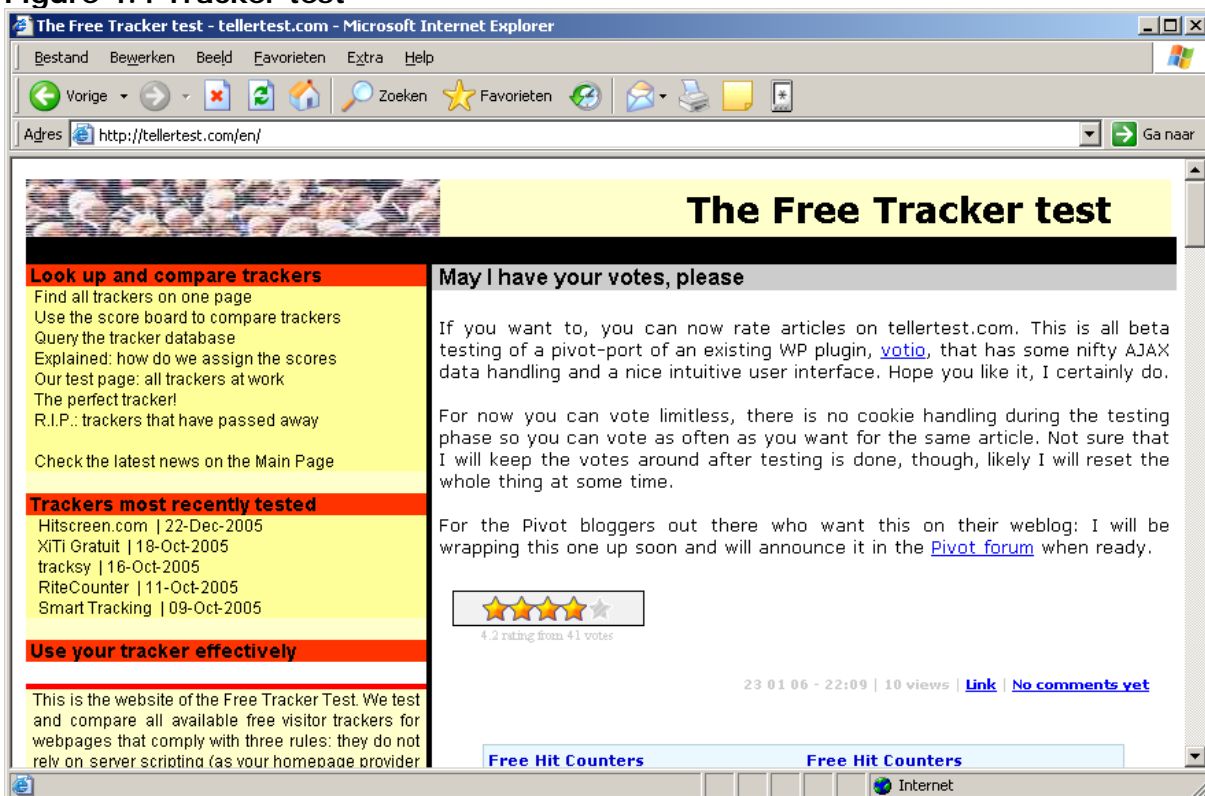 The Free Tracker test - tellertest.com - Microsoft Internet Explorer
Bestand Bewerken Beeld Favorieten Extra Help
Vorige Zoeken Favorieten
Adres http://tellertest.com/en/ Ga naar
The Free Tracker test
Look up and compare trackers
Find all trackers on one page
Use the score board to compare trackers
Query the tracker database
Explained: how do we assign the scores
Our test page: all trackers at work
The perfect tracker!
R.I.P.: trackers that have passed away
Check the latest news on the Main Page
Trackers most recently tested
Hitscreen.com | 22-Dec-2005
XiTi Gratuit | 18-Oct-2005
tracksy | 16-Oct-2005
RiteCounter | 11-Oct-2005
Smart Tracking | 09-Oct-2005
Use your tracker effectively
This is the website of the Free Tracker Test. We test
and compare all available free visitor trackers for
webpages that comply with three rules: they do not
rely on server scripting (as your homepage provider
May I have your votes, please
If you want to, you can now rate articles on tellertest.com. This is all beta
testing of a pivot-port of an existing WP plugin, votio, that has some nifty AJAX
data handling and a nice intuitive user interface. Hope you like it, I certainly do.
For now you can vote limitless, there is no cookie handling during the testing
phase so you can vote as often as you want for the same article. Not sure that
I will keep the votes around after testing is done, though, likely I will reset the
whole thing at some time.
For the Pivot bloggers out there who want this on their weblog: I will be
wrapping this one up soon and will announce it in the Pivot forum when ready.
4.2 rating from 41 votes
23 01 06 - 22:09 | 10 views | Link | No comments yet
Free Hit Counters Free Hit Counters
Internet